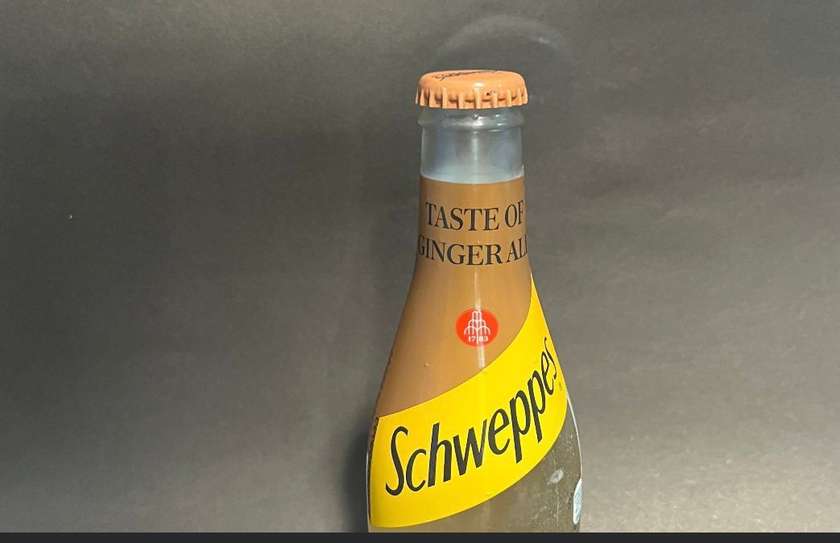 TASTE OF
GINGER AL
1783
Schweppes